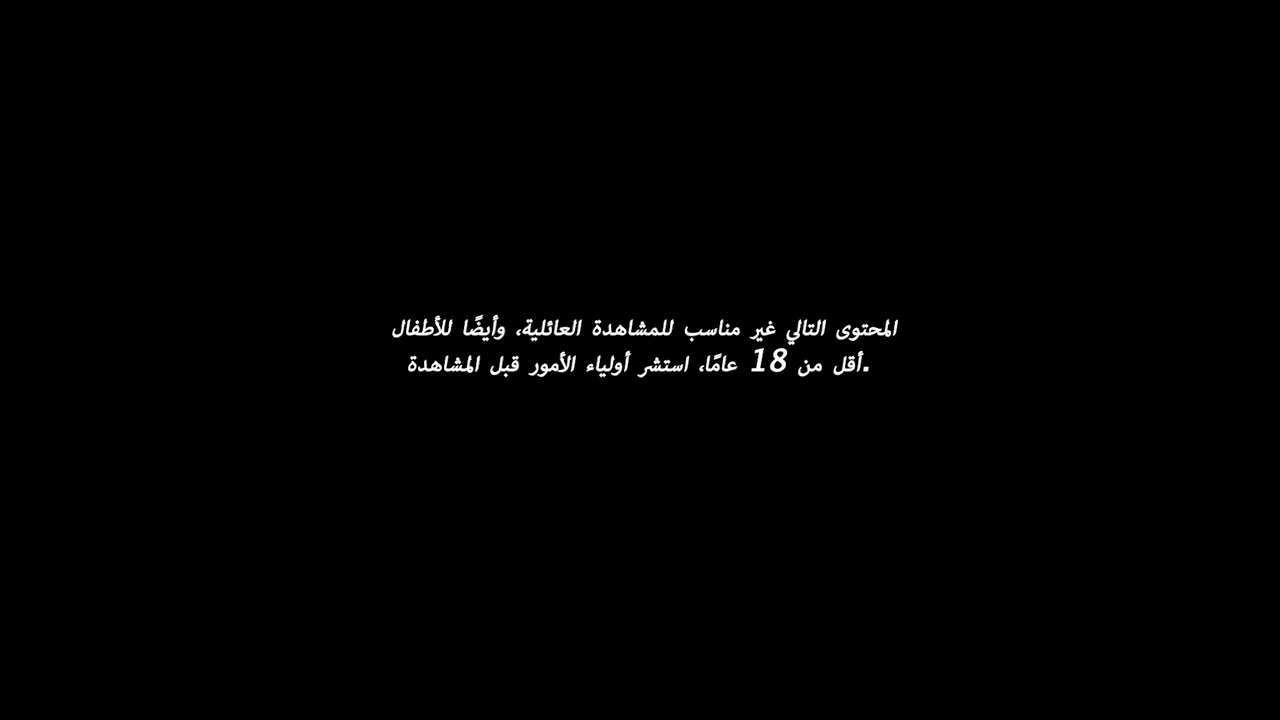 المحتوى التالي غير مناسب للمشاهدة العائلية، وأيضًا للأطفال
أقل من 18 عامًا، استشر أولياء الأمور قبل المشاهدة.